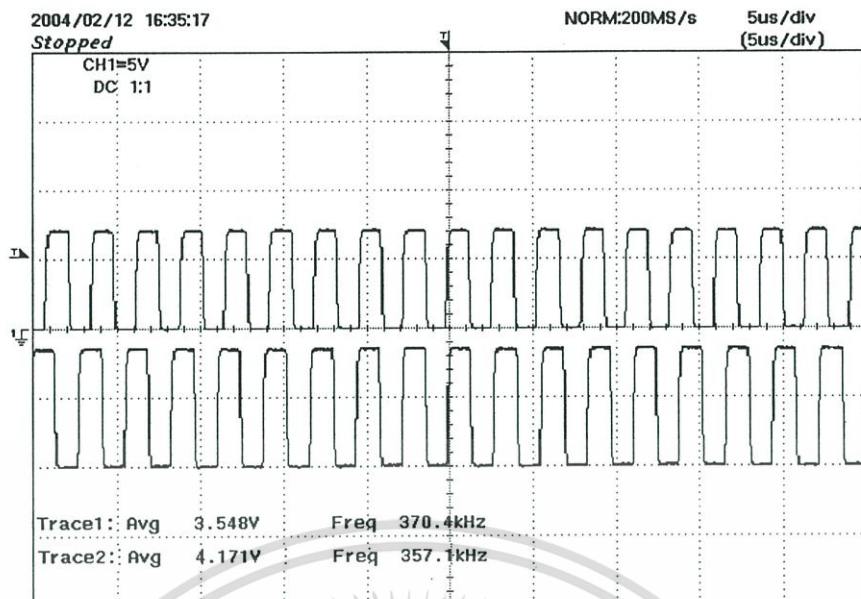 2004/02/12 16:35:17 NORM:200MS/s 5us/div
Stopped (5us/div)
CH1=5V
DC 1:1
T
T
1
Trace1: Avg 3.548V Freq 370.4kHz
Trace2: Avg 4.171V Freq 357.1kHz